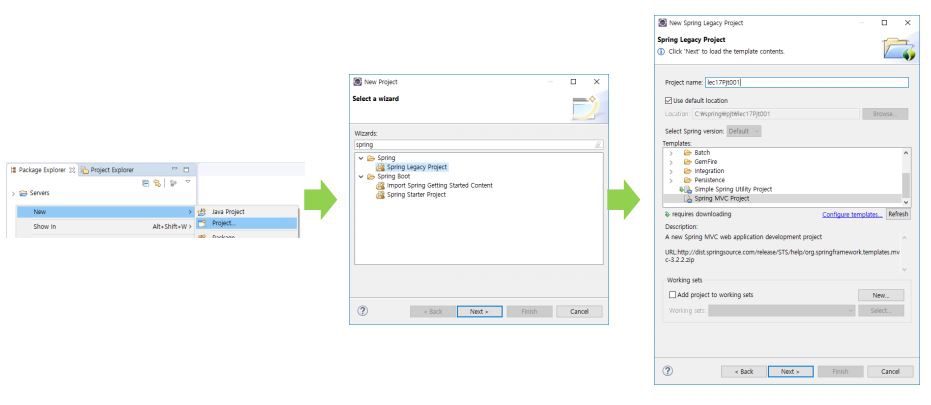 Package Explorer
Project Explorer
Servers
New
Show In Alt+Shift+W >
Java Project
Project...
Package
New Project
Select a wizard
Wizards:
spring
Spring
Spring Legacy Project
Spring Boot
Import Spring Getting Started Content
Spring Starter Project
< Back Next > Finish Cancel
New Spring Legacy Project
Spring Legacy Project
Click 'Next' to load the template contents.
Project name: lec17Pjt001
Use default location
Location: C:₩spring₩pjt₩lec17Pjt001 Browse...
Select Spring version: Default
Templates:
Batch
GemFire
Integration
Persistence
Simple Spring Utility Project
Spring MVC Project
requires downloading Configure templates... Refresh
Description:
A new Spring MVC web application development project
URL:http://dist.springsource.com/release/STS/help/org.springframework.templates.mv
c-3.2.2.zip
Working sets
Add project to working sets New...
Working sets: Select...
< Back Next > Finish Cancel